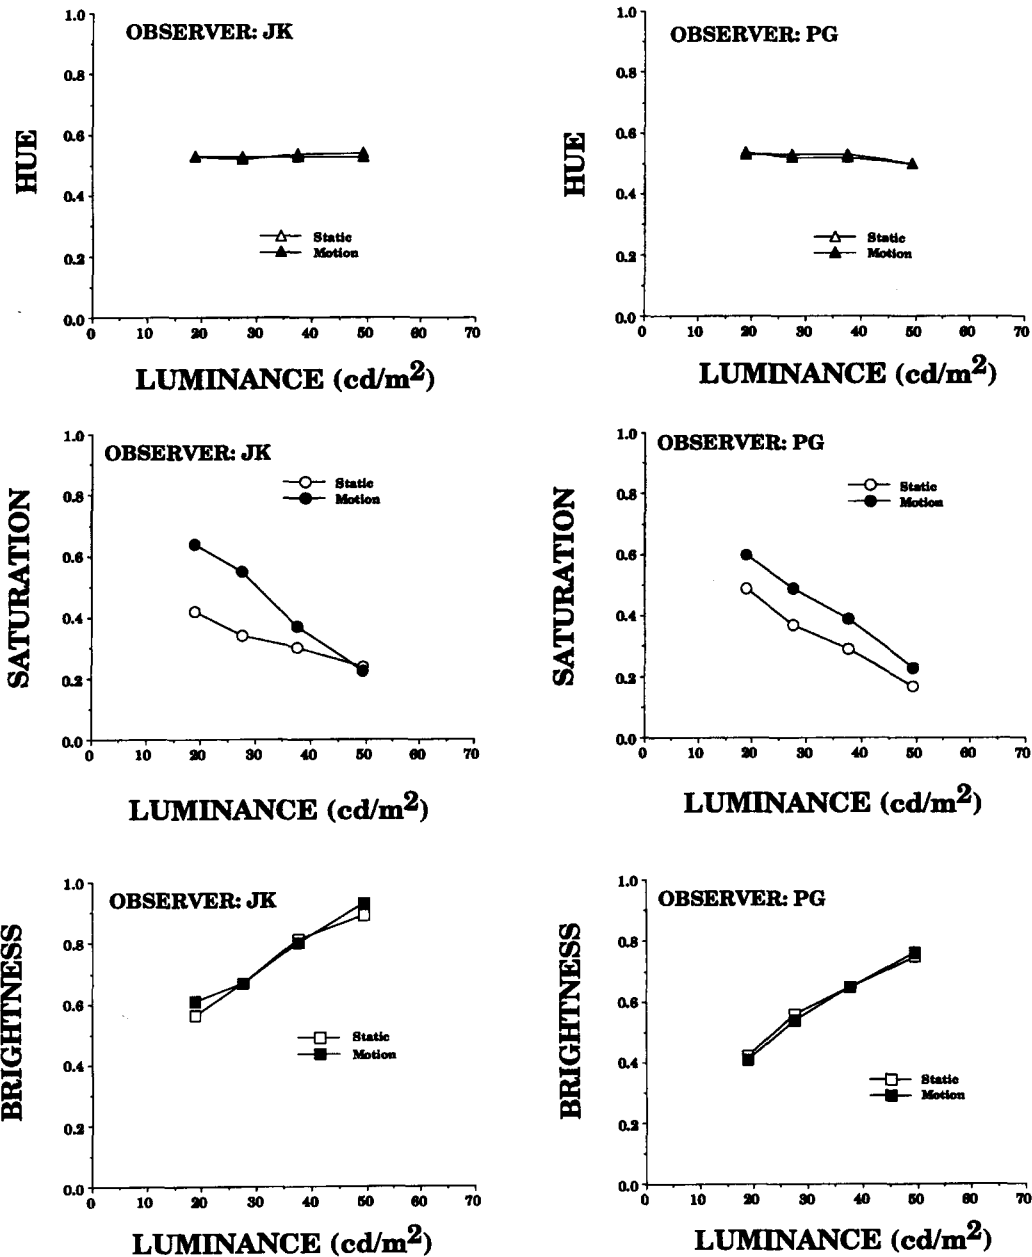 OBSERVER: JK
HUE
1.0
0.8
0.6
0.4
0.2
0.0
Static
Motion
0 10 20 30 40 50 60 70
LUMINANCE (cd/m2)
OBSERVER: PG
HUE
1.0
0.8
0.6
0.4
0.2
0.0
Static
Motion
0 10 20 30 40 50 60 70
LUMINANCE (cd/m2)
OBSERVER: JK
SATURATION
1.0
0.8
0.6
0.4
0.2
0.0
Static
Motion
0 10 20 30 40 50 60 70
LUMINANCE (cd/m2)
OBSERVER: PG
SATURATION
1.0
0.8
0.6
0.4
0.2
0.0
Static
Motion
0 10 20 30 40 50 60 70
LUMINANCE (cd/m2)
OBSERVER: JK
BRIGHTNESS
1.0
0.8
0.6
0.4
0.2
0.0
Static
Motion
0 10 20 30 40 50 60 70
LUMINANCE (cd/m2)
OBSERVER: PG
BRIGHTNESS
1.0
0.8
0.6
0.4
0.2
0.0
Static
Motion
0 10 20 30 40 50 60 70
LUMINANCE (cd/m2)